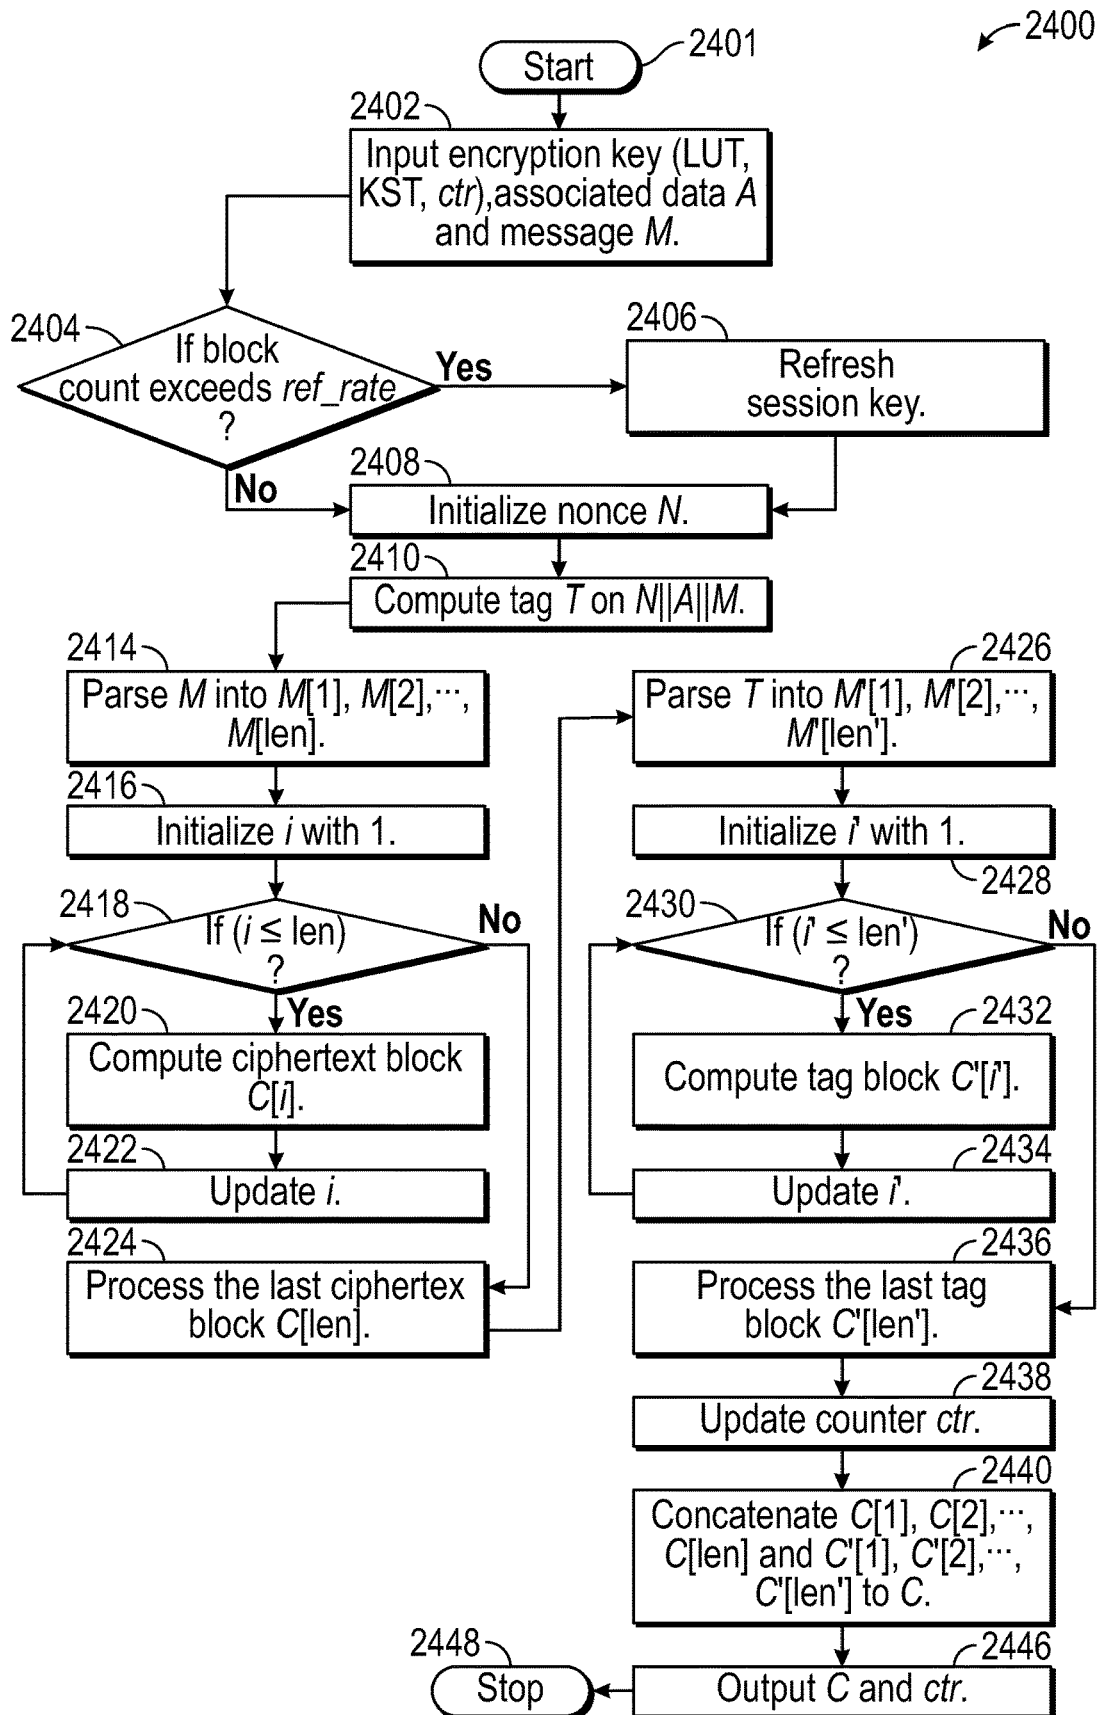 2400
2401
Start
2402
Input encryption key (LUT,
KST, ctr),associated data A
and message M.
2404
If block
count exceeds ref_rate
?
Yes
No
2406
Refresh
session key.
2408
Initialize nonce N.
2410
Compute tag T on N||A||M.
2414
Parse M into M[1], M[2],···,
M[len].
2416
Initialize i with 1.
2418
If (i ≤ len)
?
No
Yes
2420
Compute ciphertext block
C[i].
2422
Update i.
2424
Process the last ciphertex
block C[len].
2426
Parse T into M'[1], M'[2],···,
M'[len'].
Initialize i' with 1.
2428
2430
If (i' ≤ len')
?
No
Yes
2432
Compute tag block C'[i'].
2434
Update i'.
2436
Process the last tag
block C'[len'].
2438
Update counter ctr.
2440
Concatenate C[1], C[2],···,
C[len] and C'[1], C'[2],···,
C'[len'] to C.
2446
Output C and ctr.
2448
Stop